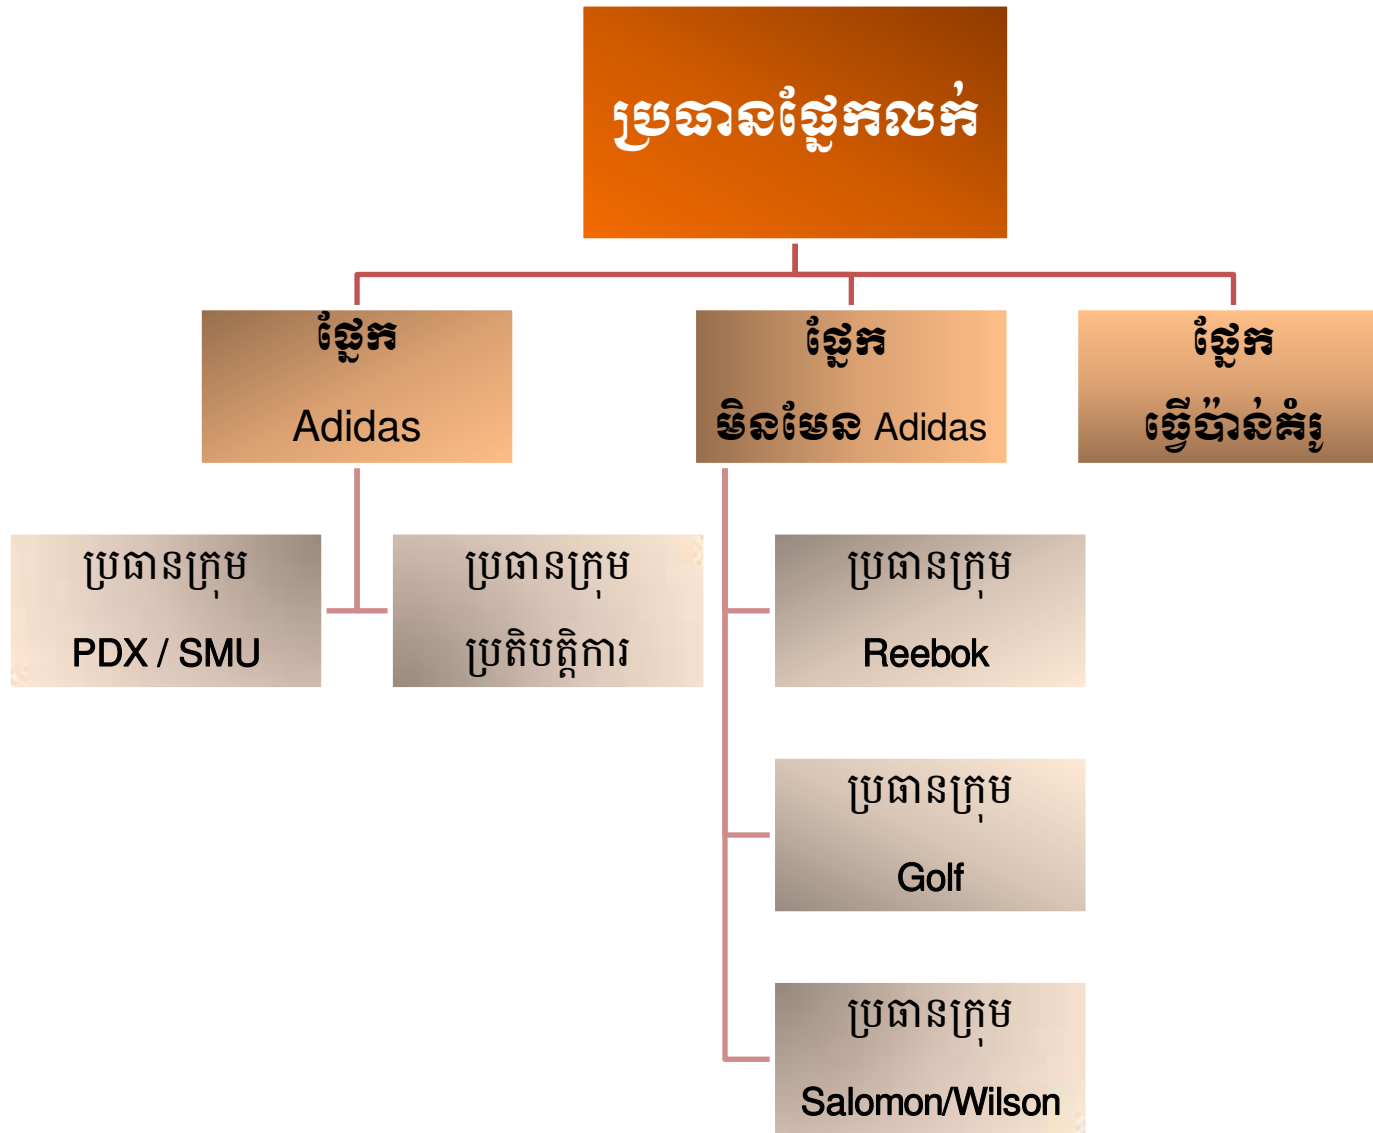 ប្រធានផ្នែកលក់
ផ្នែក
Adidas
ផ្នែក
មិនមែន Adidas
ផ្នែក
ធ្វើប៉ាន់គំរូ
ប្រធានក្រុម
PDX / SMU
ប្រធានក្រុម
ប្រតិបត្តិការ
ប្រធានក្រុម
Reebok
ប្រធានក្រុម
Golf
ប្រធានក្រុម
Salomon/Wilson